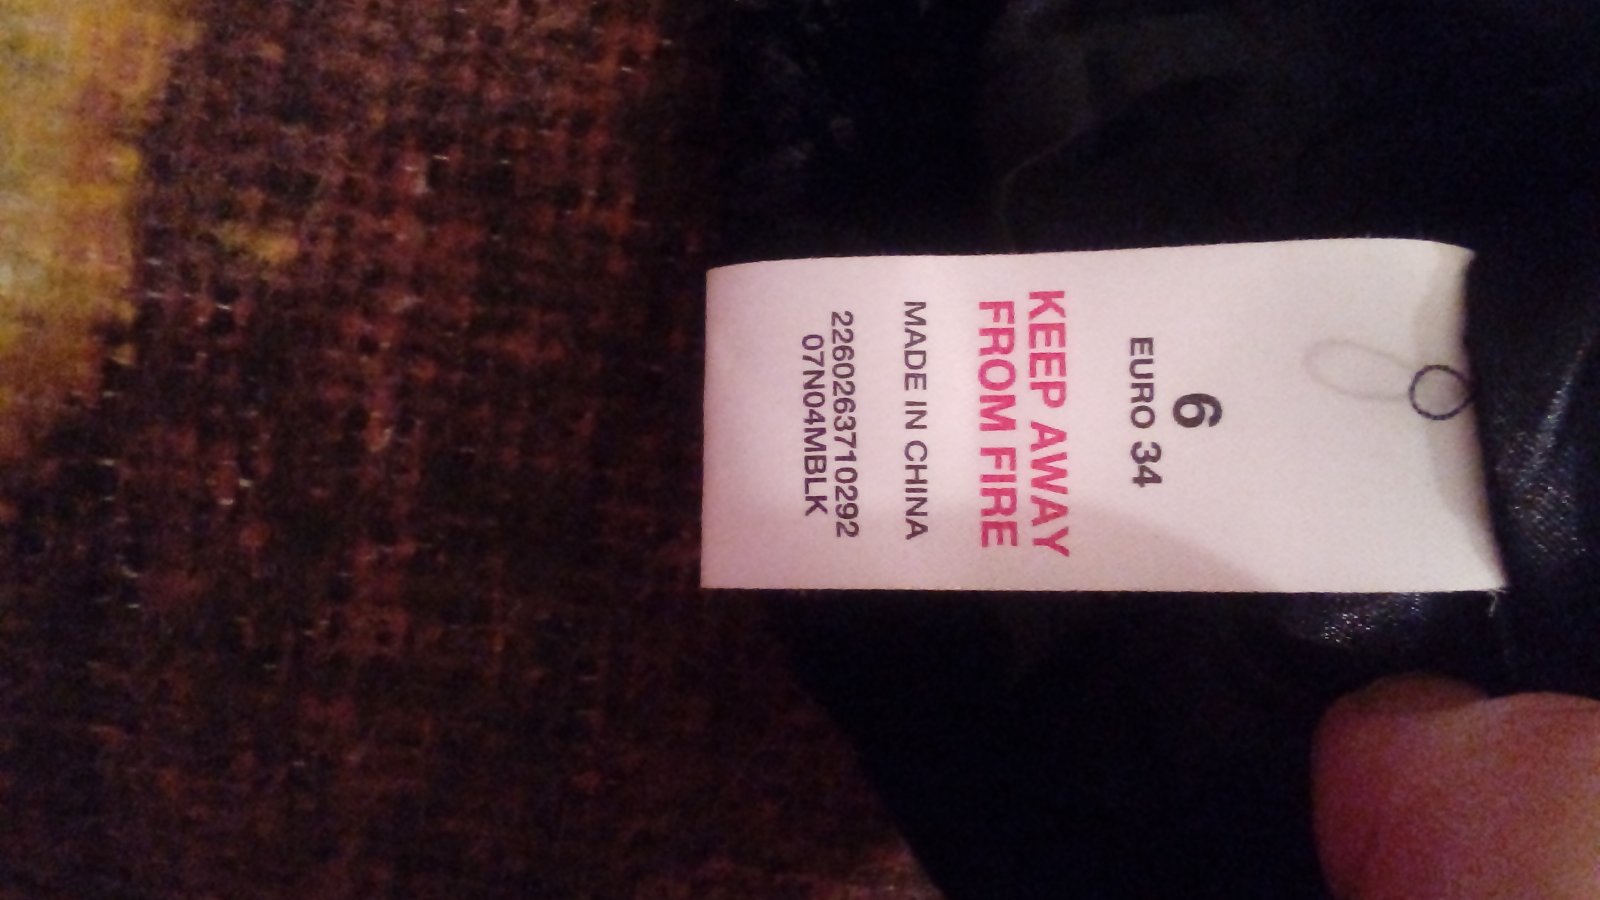 6
EURO 34
KEEP AWAY
FROM FIRE
MADE IN CHINA
2260263710292
07N04MBLK